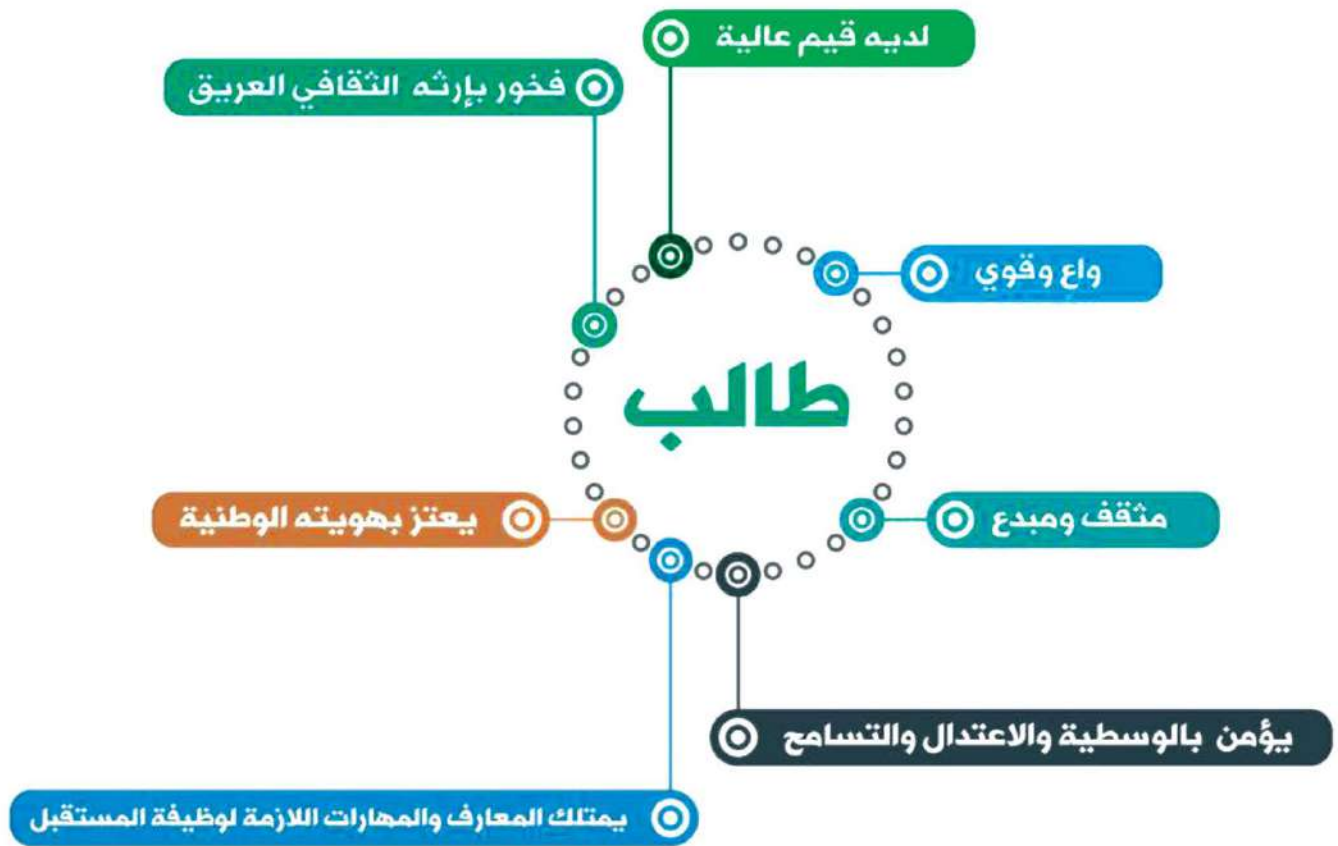 لديه قيم عالية
فخور بإرثه الثقافي العريق
واع وقوي
طالب
مثقف ومبدع
يعتز بهويته الوطنية
يؤمن بالوسطية والاعتدال والتسامح
يمتلك المعارف والمهارات اللازمة لوظيفة المستقبل